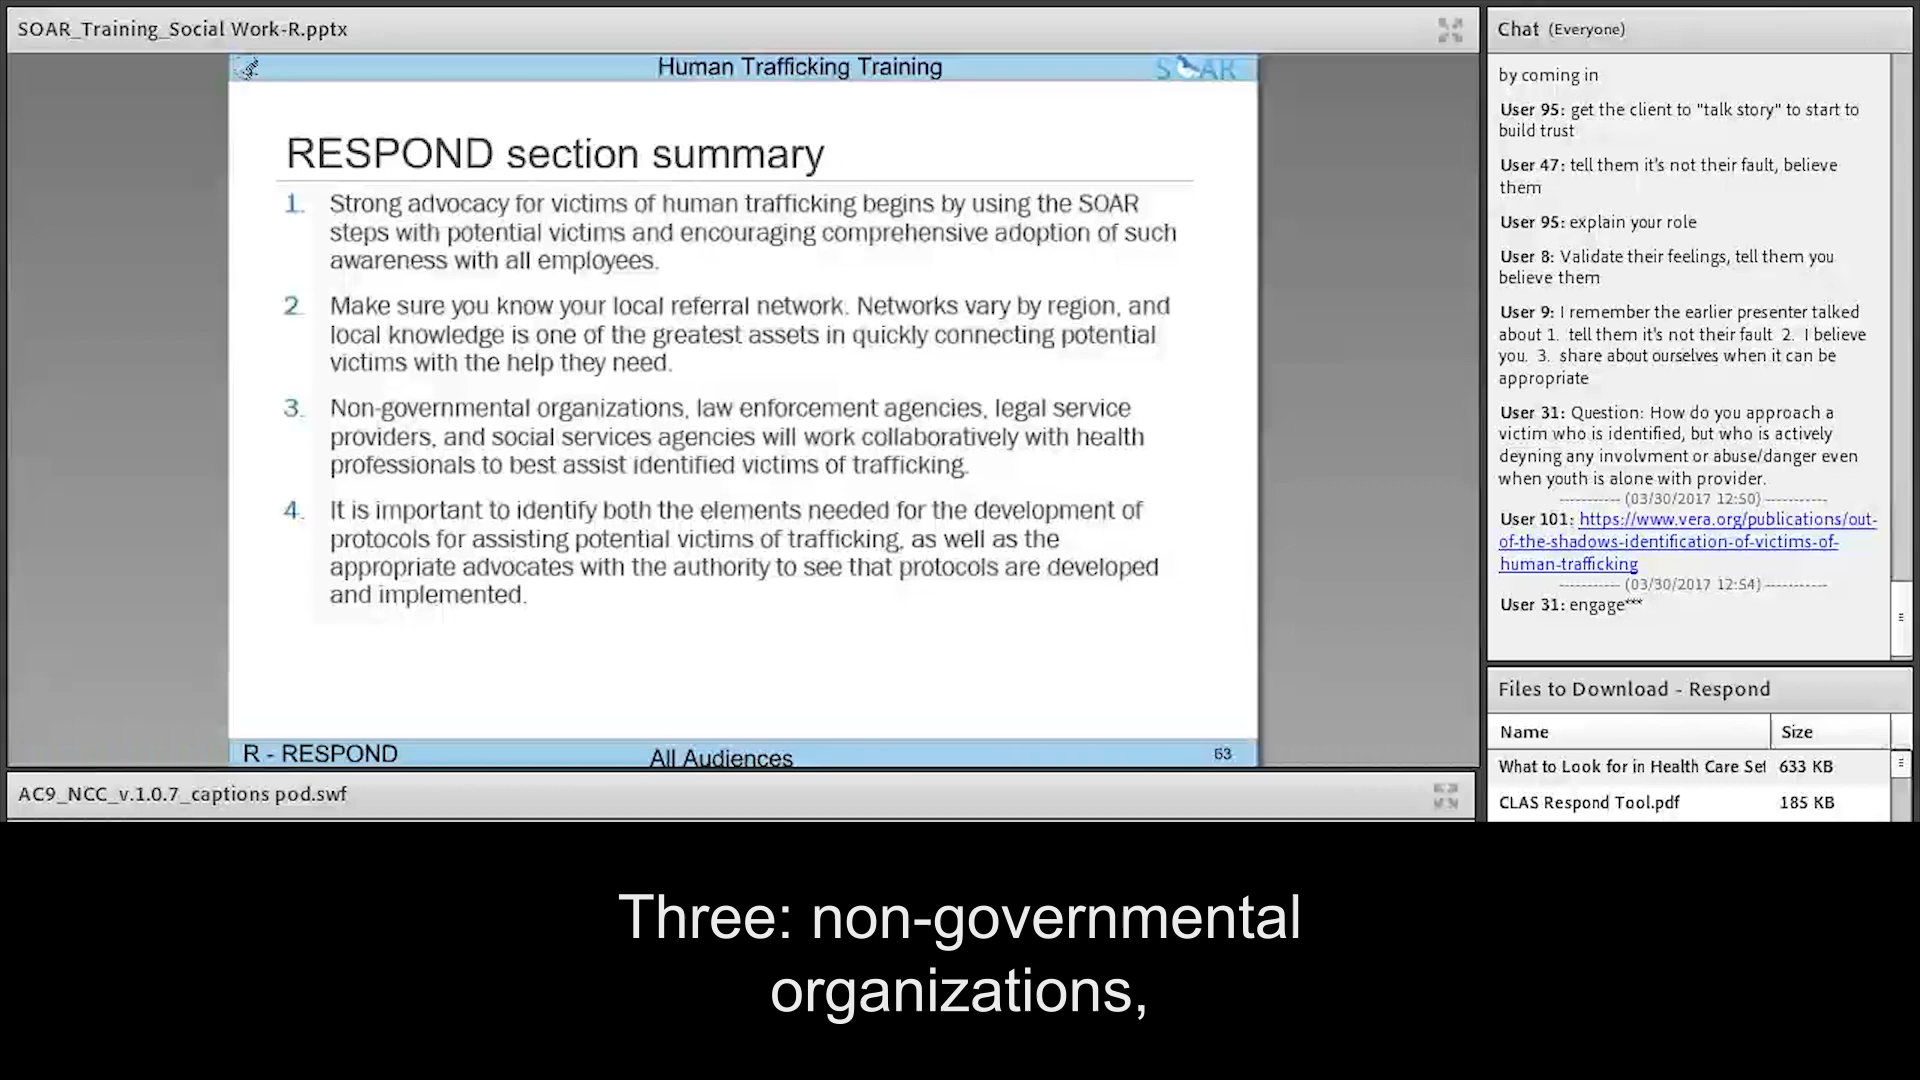 SOAR_Training_Social Work-R.pptx
Human Trafficking Training
SOAR
RESPOND section summary
1. Strong advocacy for victims of human trafficking begins by using the SOAR
steps with potential victims and encouraging comprehensive adoption of such
awareness with all employees.
2. Make sure you know your local referral network. Networks vary by region, and
local knowledge is one of the greatest assets in quickly connecting potential
victims with the help they need.
3. Non-governmental organizations, law enforcement agencies, legal service
providers, and social services agencies will work collaboratively with health
professionals to best assist identified victims of trafficking.
4. It is important to identify both the elements needed for the development of
protocols for assisting potential victims of trafficking, as well as the
appropriate advocates with the authority to see that protocols are developed
and implemented.
R - RESPOND
All Audiences
63
Chat (Everyone)
by coming in
User 95: get the client to "talk story" to start to
build trust
User 47: tell them it's not their fault, believe
them
User 95: explain your role
User 8: Validate their feelings, tell them you
believe them
User 9: I remember the earlier presenter talked
about 1. tell them it's not their fault 2. I believe
you. 3. share about ourselves when it can be
appropriate
User 31: Question: How do you approach a
victim who is identified, but who is actively
deyning any involvment or abuse/danger even
when youth is alone with provider.
----------- (03/30/2017 12:50) -----------
User 101: https://www.vera.org/publications/out-
of-the-shadows-identification-of-victims-of-
human-trafficking
----------- (03/30/2017 12:54) -----------
User 31: engage***
Files to Download - Respond
Name Size
What to Look for in Health Care Set 633 KB
CLAS Respond Tool.pdf 185 KB
AC9_NCC_v.1.0.7_captions pod.swf
Three: non-governmental
organizations,